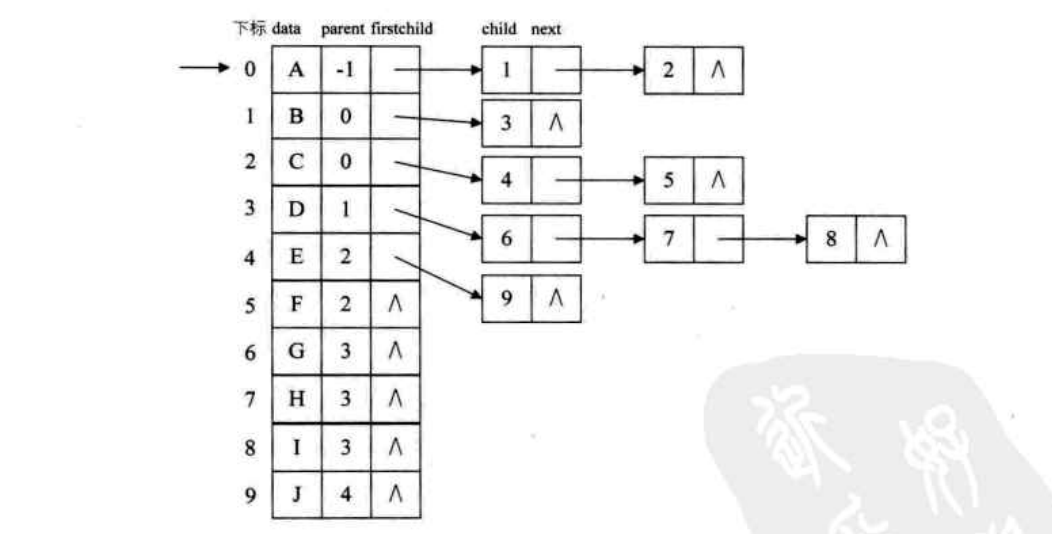 下标 data parent firstchild child next
0 A -1 1 2 Λ
1 B 0 3 Λ
2 C 0 4 5 Λ
3 D 1 6 7 8 Λ
4 E 2 9 Λ
5 F 2 Λ
6 G 3 Λ
7 H 3 Λ
8 I 3 Λ
9 J 4 Λ